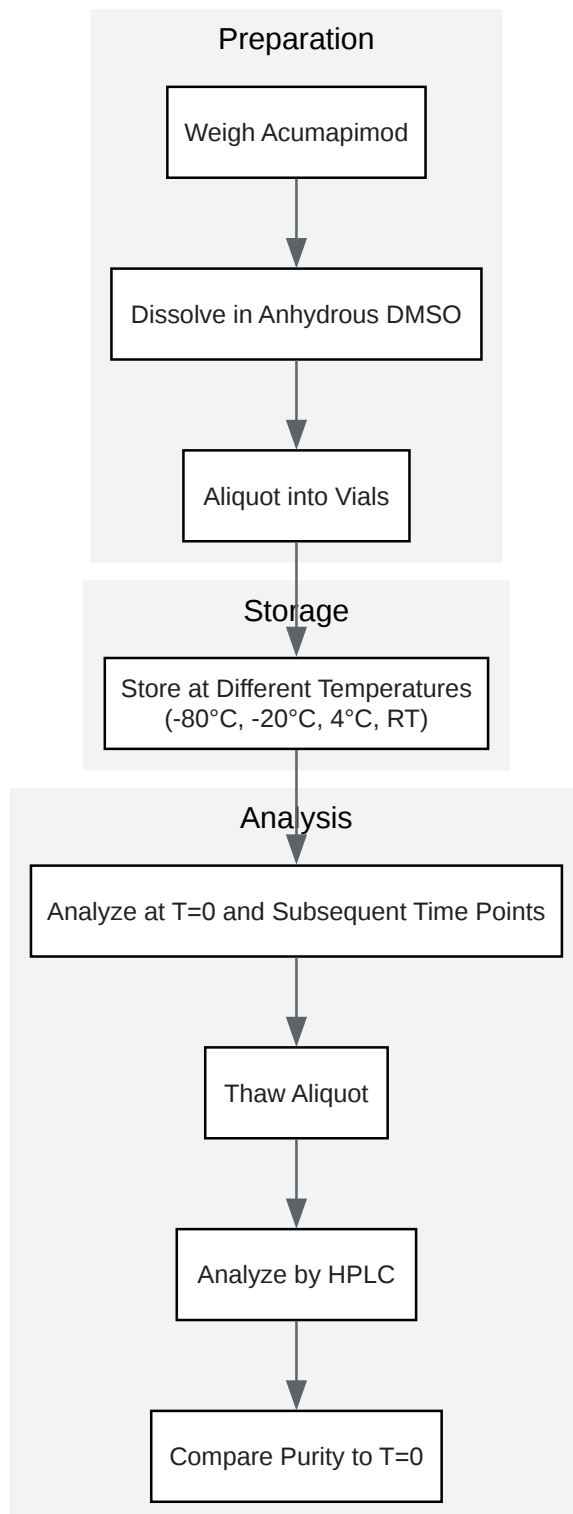 Preparation
Weigh Acumapimod
Dissolve in Anhydrous DMSO
Aliquot into Vials
Storage
Store at Different Temperatures
(-80°C, -20°C, 4°C, RT)
Analysis
Analyze at T=0 and Subsequent Time Points
Thaw Aliquot
Analyze by HPLC
Compare Purity to T=0